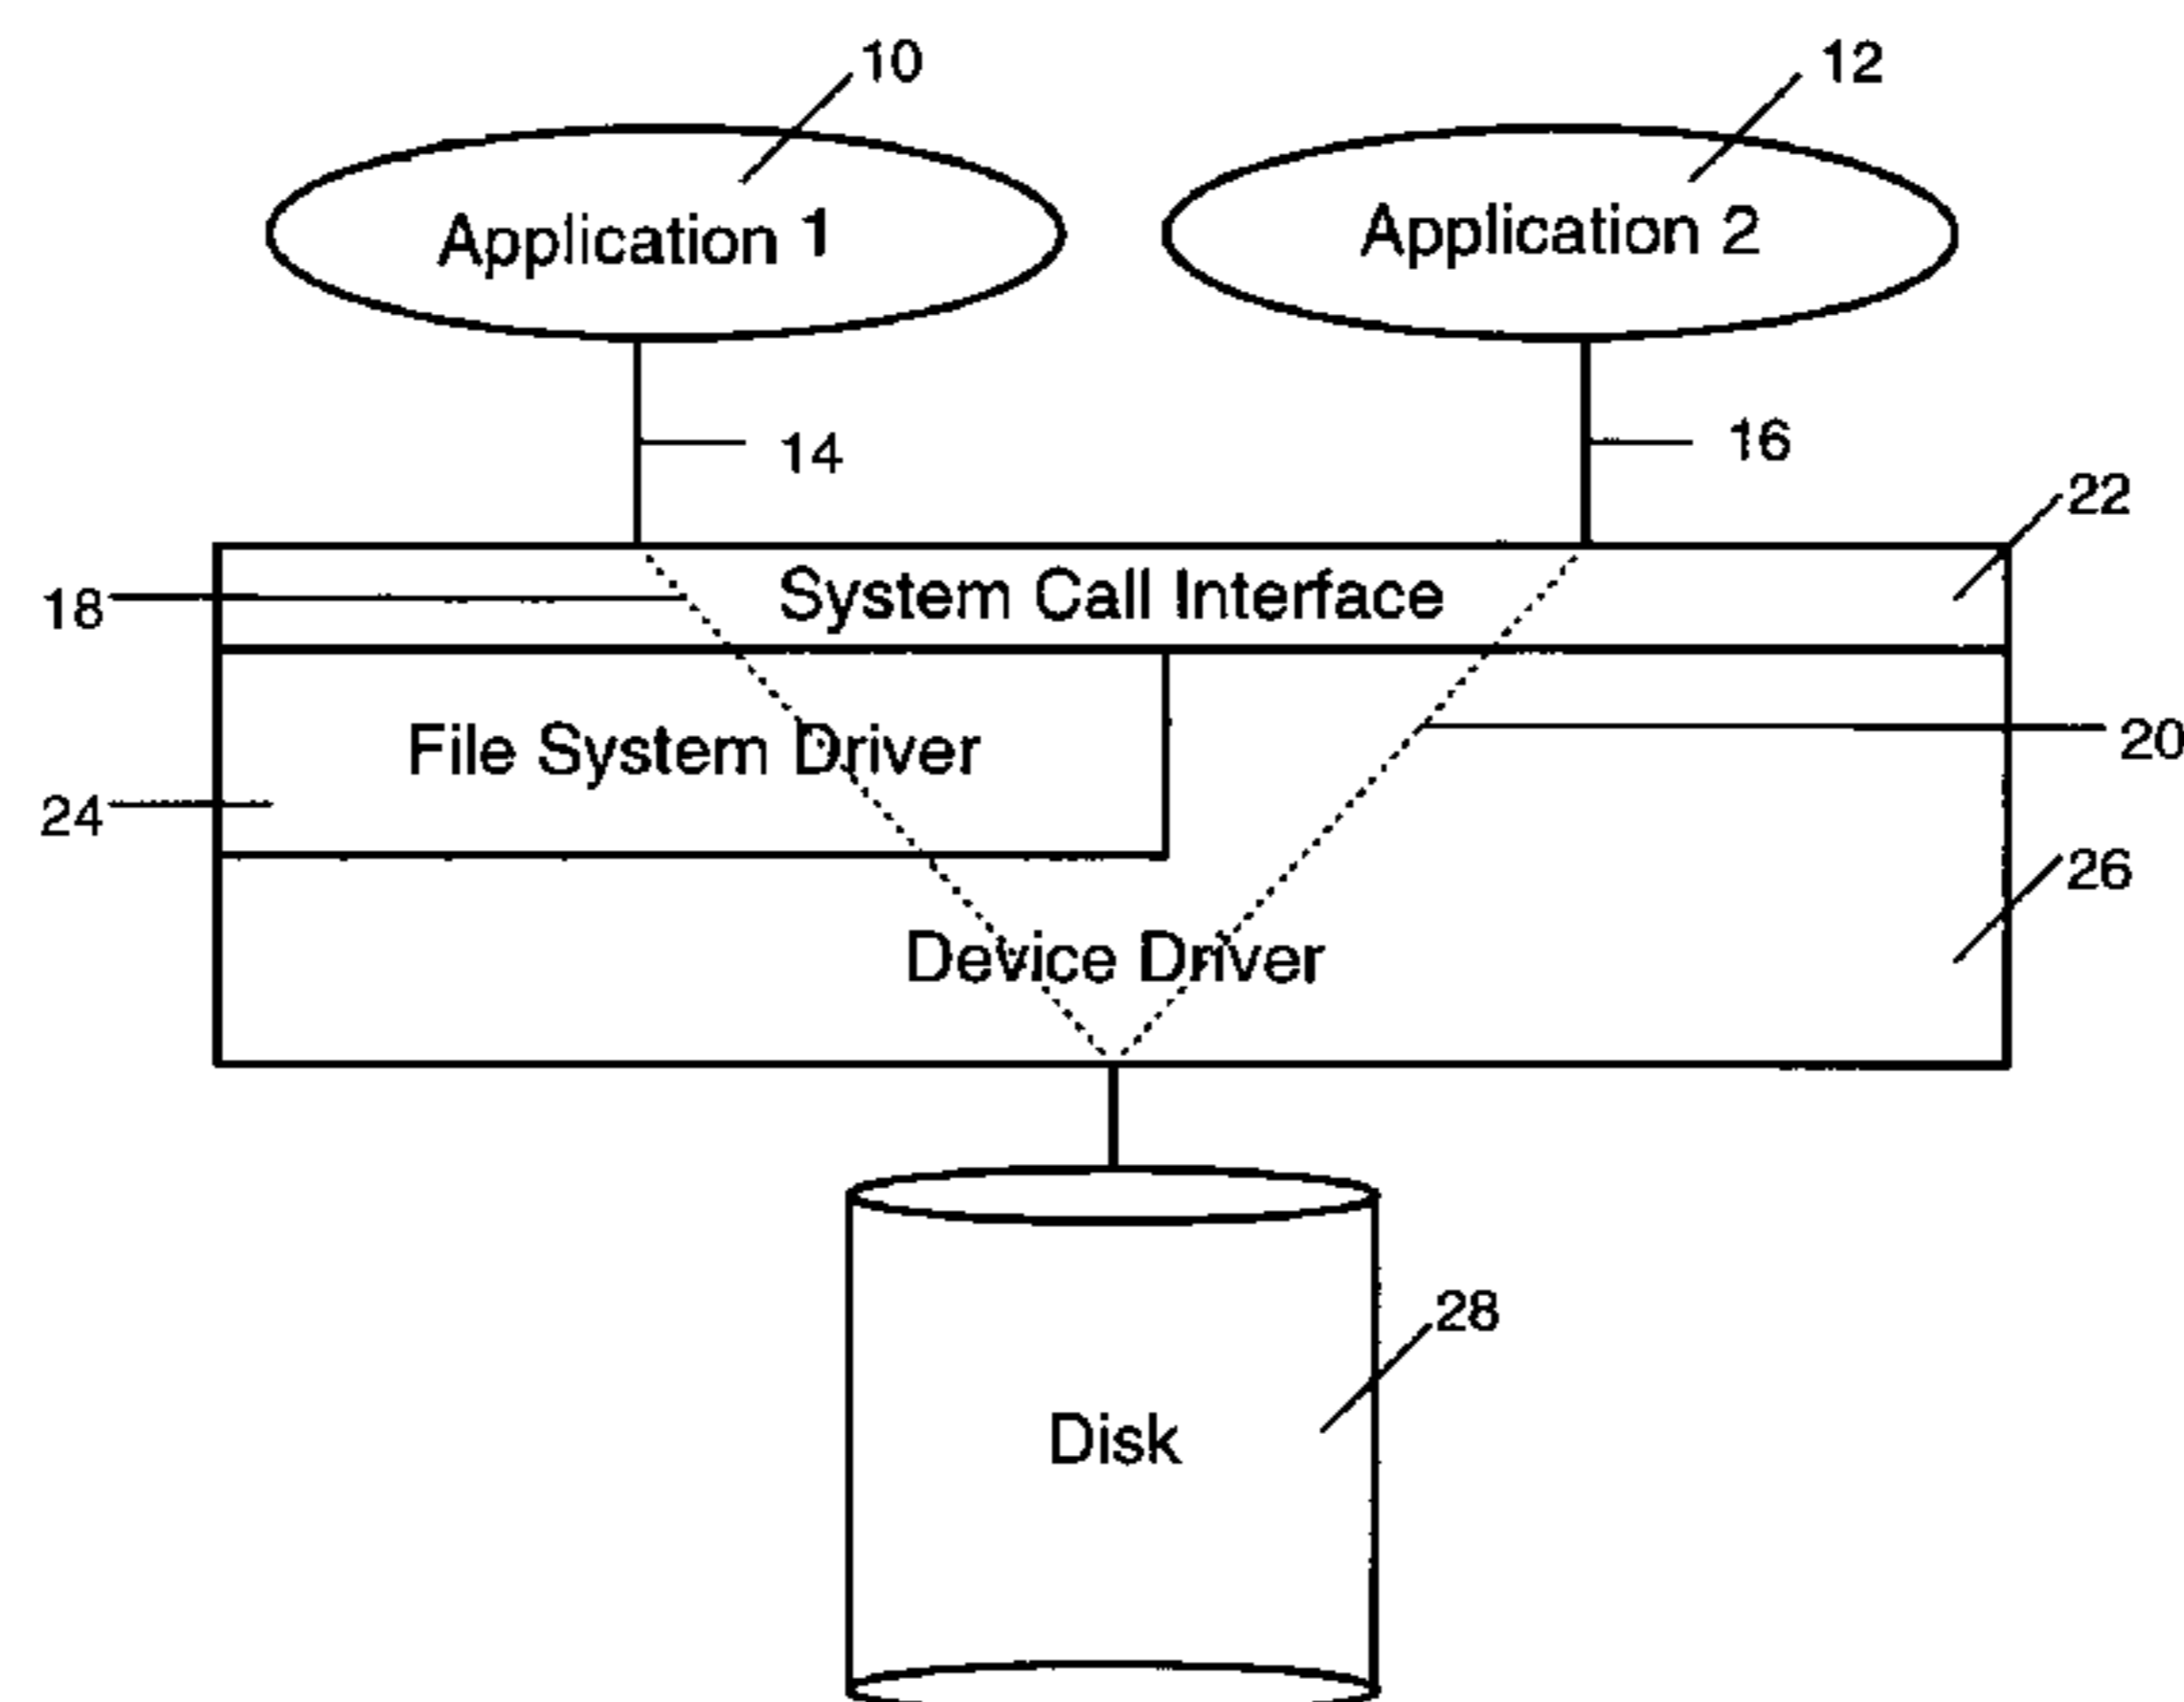 10
12
Application 1
Application 2
14
16
22
18
System Call Interface
File System Driver
20
24
26
Device Driver
28
Disk